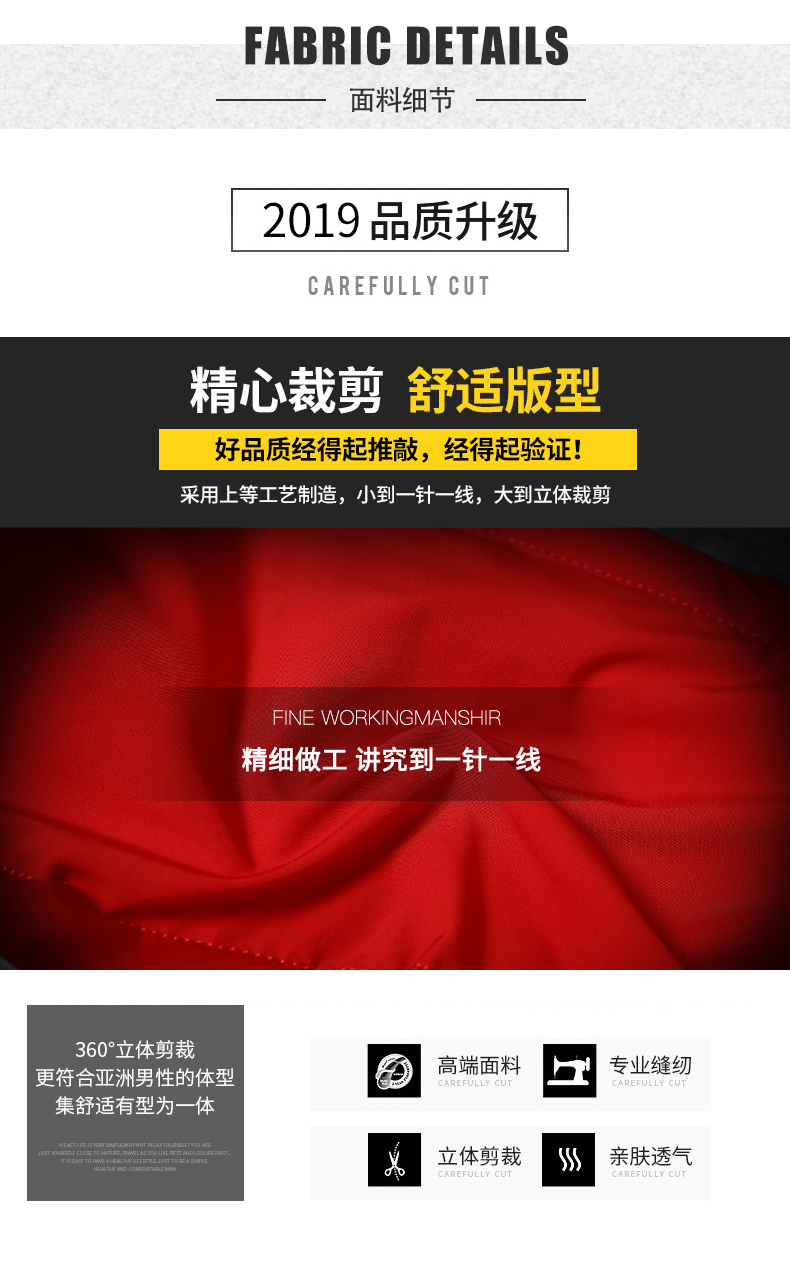 FABRIC DETAILS
面料细节
2019品质升级
CAREFULLY CUT
精心裁剪 舒适版型
好品质经得起推敲，经得起验证！
采用上等工艺制造，小到一针一线，大到立体裁剪
FINE WORKINGMANSHIR
精细做工 讲究到一针一线
360°立体剪裁
更符合亚洲男性的体型
集舒适有型为一体
高端面料
CAREFULLY CUT
专业缝纫
CAREFULLY CUT
立体剪裁
CAREFULLY CUT
亲肤透气
CAREFULLY CUT